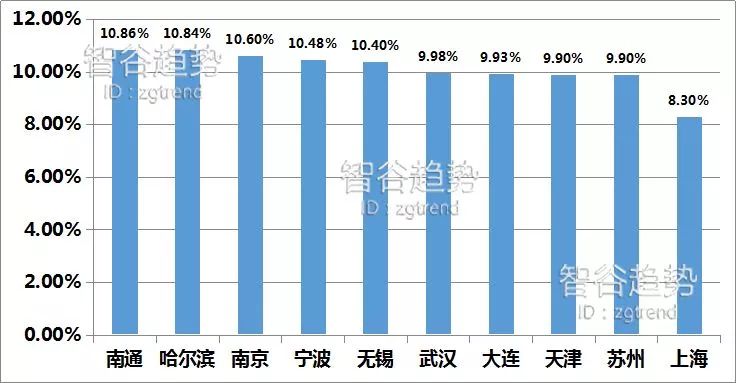 12.00%
10.00%
8.00%
6.00%
4.00%
2.00%
0.00%
10.86% 10.84% 10.60% 10.48% 10.40% 9.98% 9.93% 9.90% 9.90% 8.30%
智谷趋势
ID:zgtrend
智谷趋势
ID:zgtrend
智谷趋势
ID:zgtrend
南通 哈尔滨 南京 宁波 无锡 武汉 大连 天津 苏州 上海